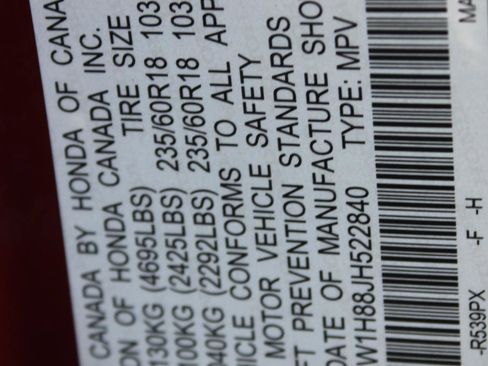 CANADA BY HONDA OF CANA
ON OF HONDA CANADA INC.
TIRE SIZE
130KG (4695LBS)
100KG (2425LBS) 235/60R18 103
040KG (2292LBS) 235/60R18 103
ICLE CONFORMS TO ALL APP
MOTOR VEHICLE SAFETY
FT PREVENTION STANDARDS
DATE OF MANUFACTURE SHO
W1H88JH522840 TYPE: MPV
-R539PX -F -H MA